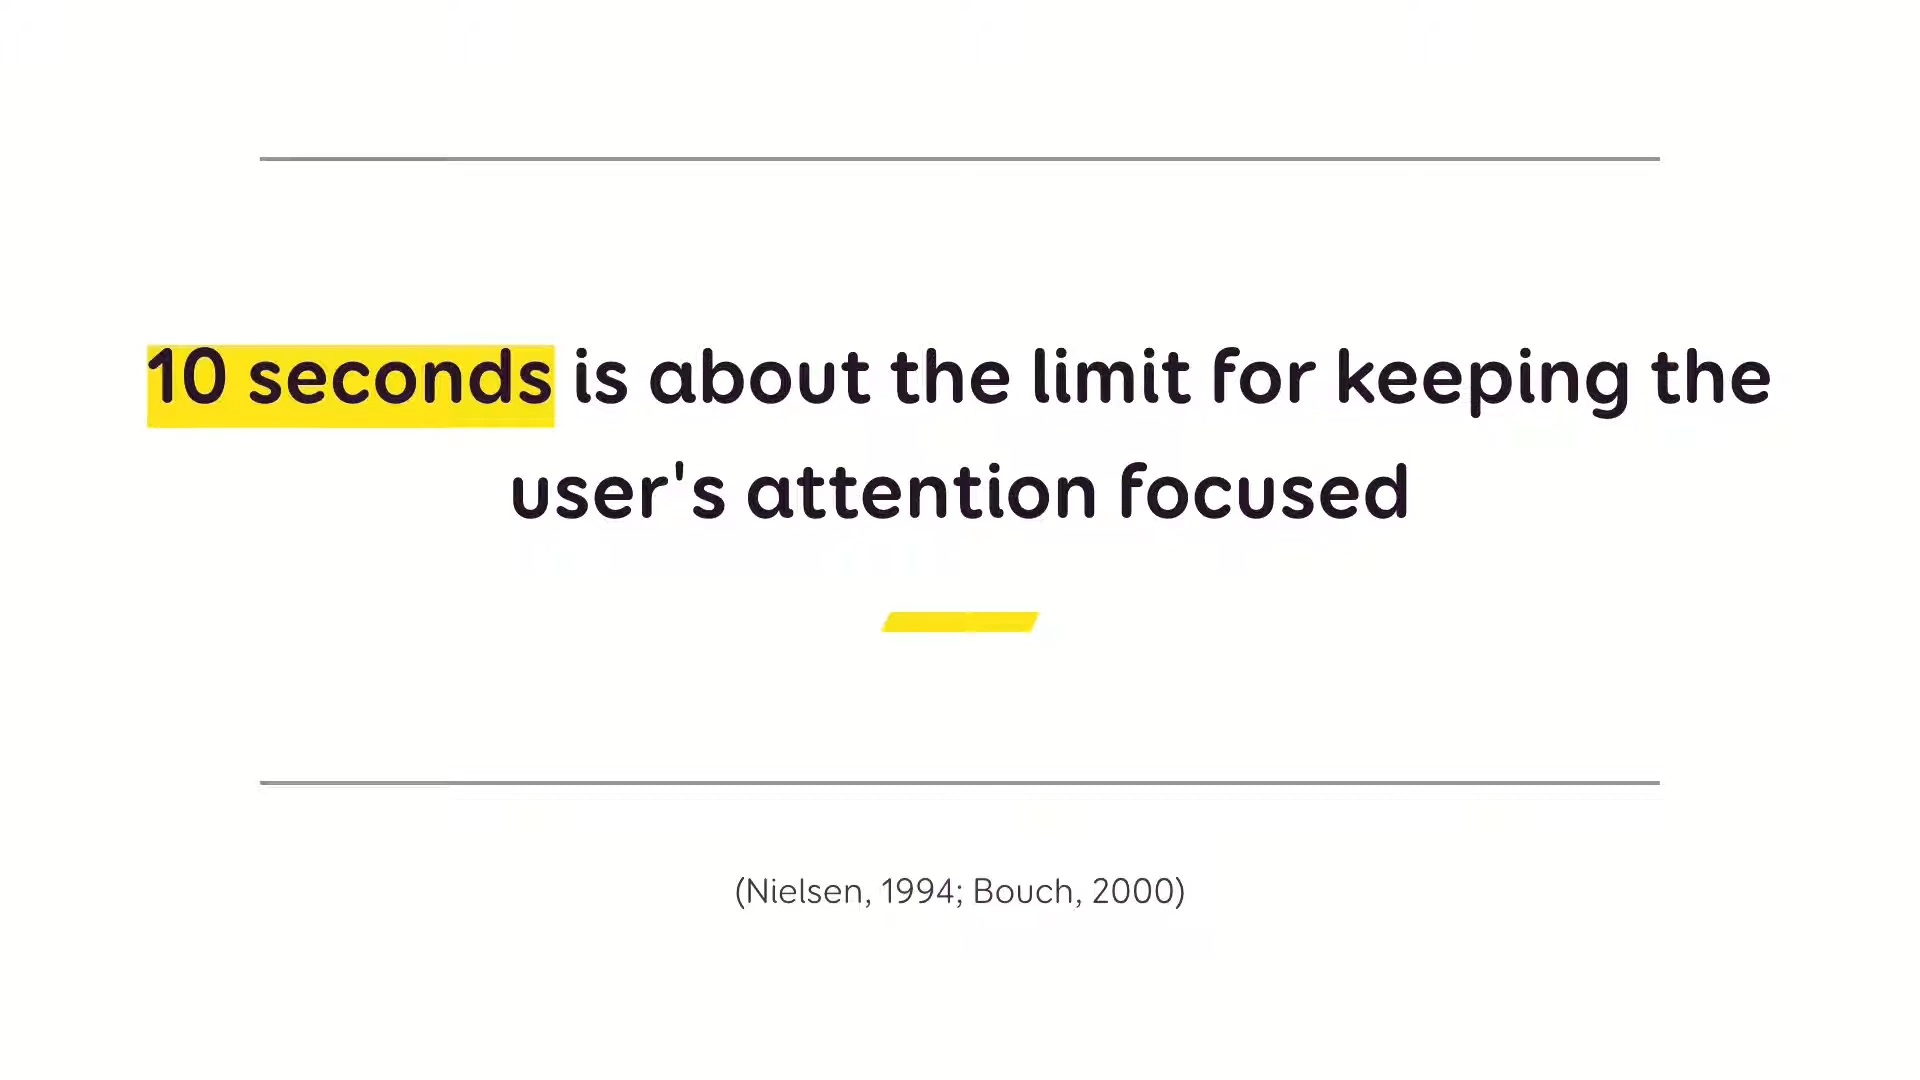 10 seconds is about the limit for keeping the
user's attention focused
(Nielsen, 1994; Bouch, 2000)